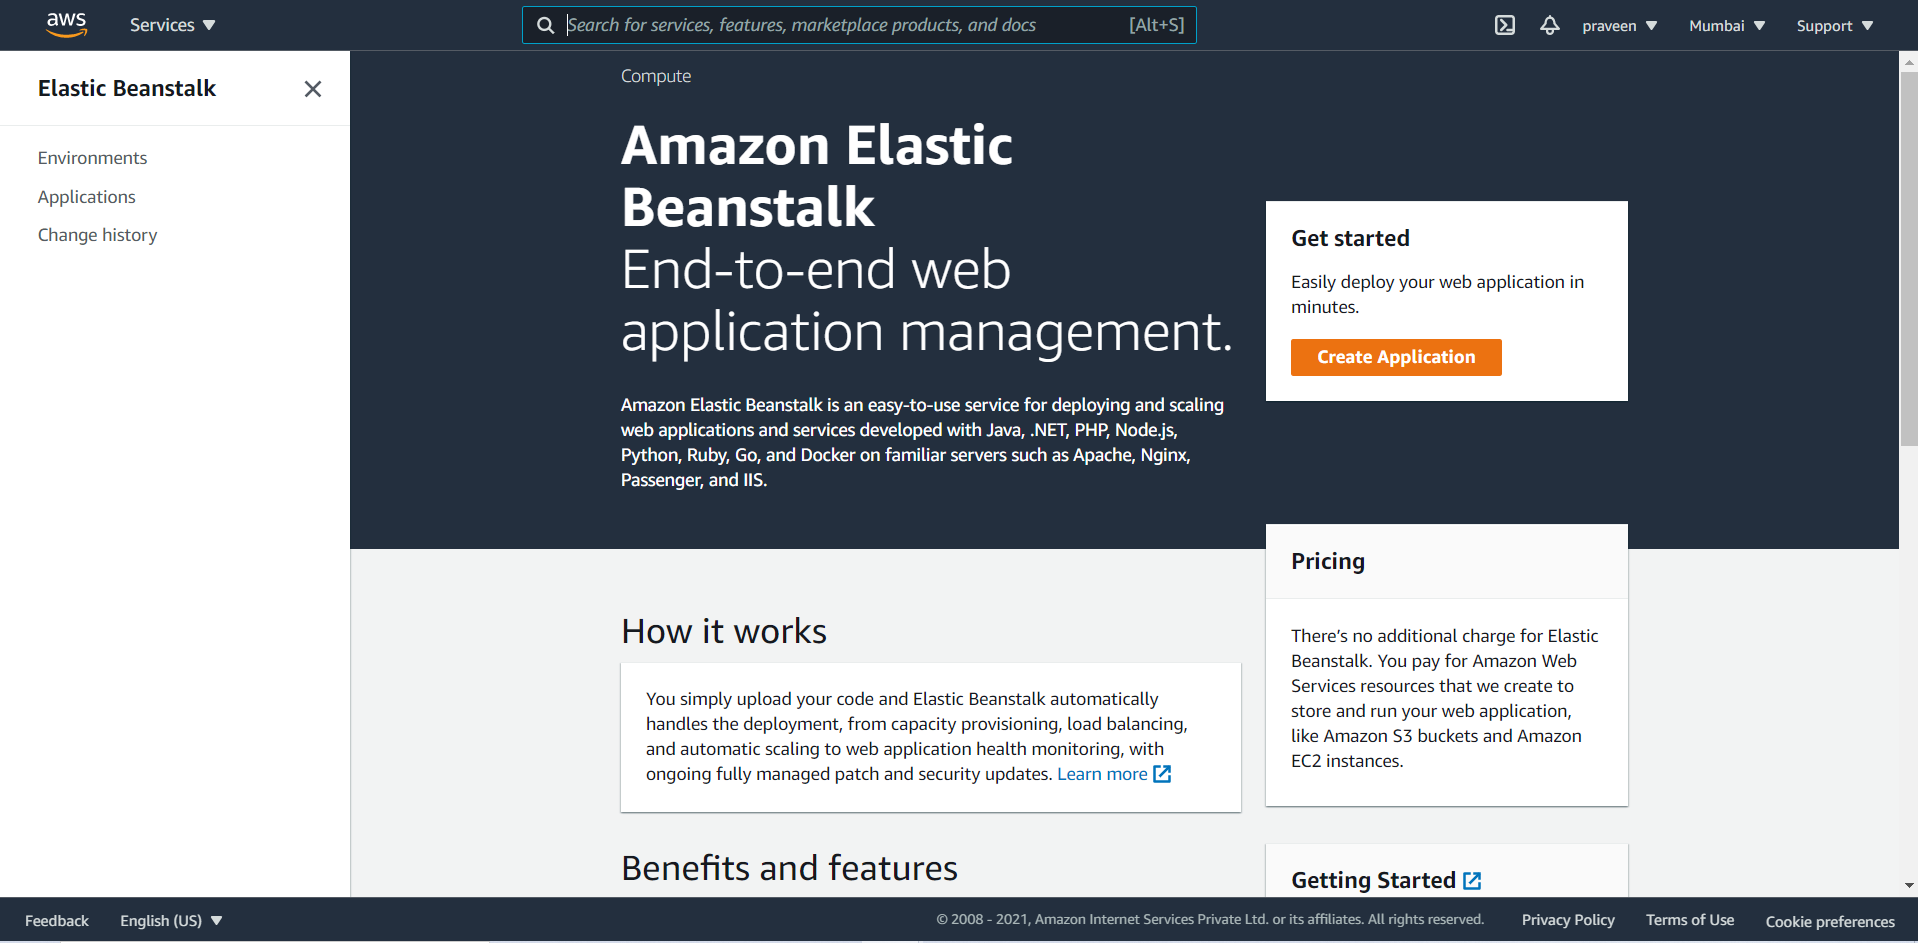 aws
Services
Search for services, features, marketplace products, and docs
[Alt+S]
praveen
Mumbai
Support
Elastic Beanstalk
Environments
Applications
Change history
Compute
Amazon Elastic
Beanstalk
End-to-end web
application management.
Amazon Elastic Beanstalk is an easy-to-use service for deploying and scaling
web applications and services developed with Java, .NET, PHP, Node.js,
Python, Ruby, Go, and Docker on familiar servers such as Apache, Nginx,
Passenger, and IIS.
Get started
Easily deploy your web application in
minutes.
Create Application
Pricing
There's no additional charge for Elastic
Beanstalk. You pay for Amazon Web
Services resources that we create to
store and run your web application,
like Amazon S3 buckets and Amazon
EC2 instances.
How it works
You simply upload your code and Elastic Beanstalk automatically
handles the deployment, from capacity provisioning, load balancing,
and automatic scaling to web application health monitoring, with
ongoing fully managed patch and security updates. Learn more
Benefits and features
Getting Started
Feedback
English (US)
© 2008 - 2021, Amazon Internet Services Private Ltd. or its affiliates. All rights reserved.
Privacy Policy
Terms of Use
Cookie preferences